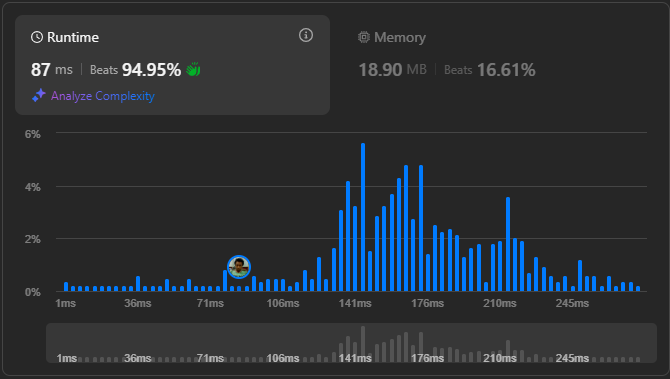 Runtime
87 ms | Beats 94.95%
Analyze Complexity
Memory
18.90 MB | Beats 16.61%
6%
4%
2%
0%
1ms 36ms 71ms 106ms 141ms 176ms 210ms 245ms
1ms 36ms 71ms 106ms 141ms 176ms 210ms 245ms